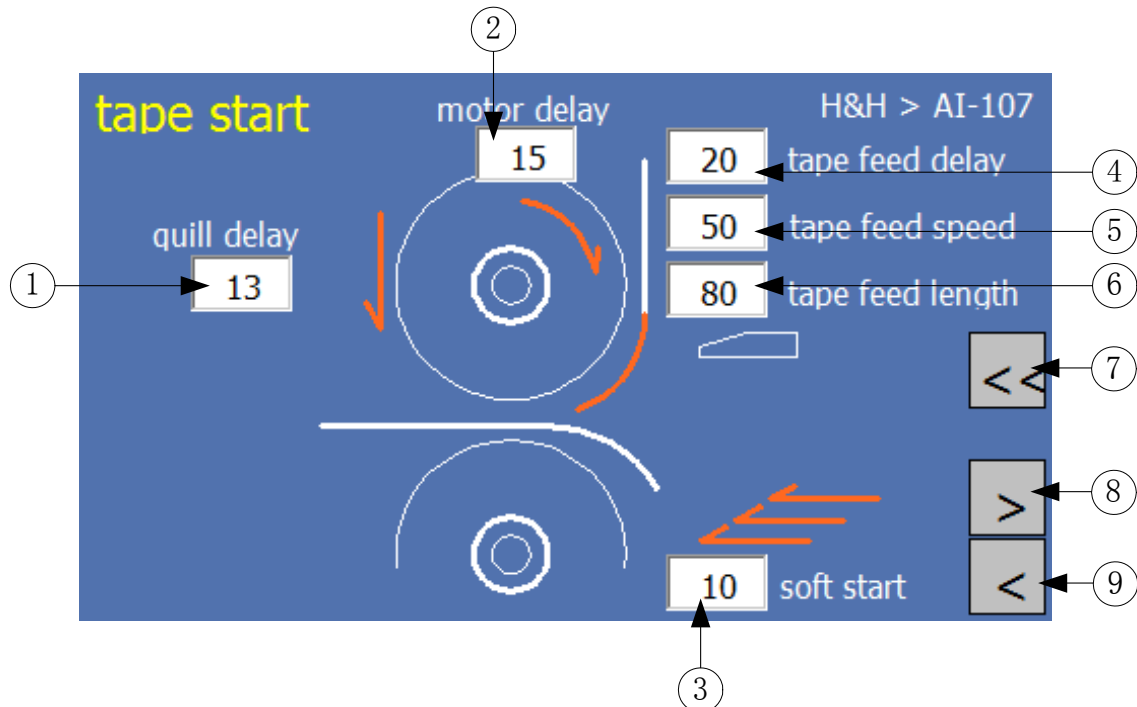 2
tape start
motor delay
H&H > AI-107
15
20 tape feed delay
4
quill delay
50 tape feed speed
5
1
13
80 tape feed length
6
<<
7
>
8
10 soft start
<
9
3